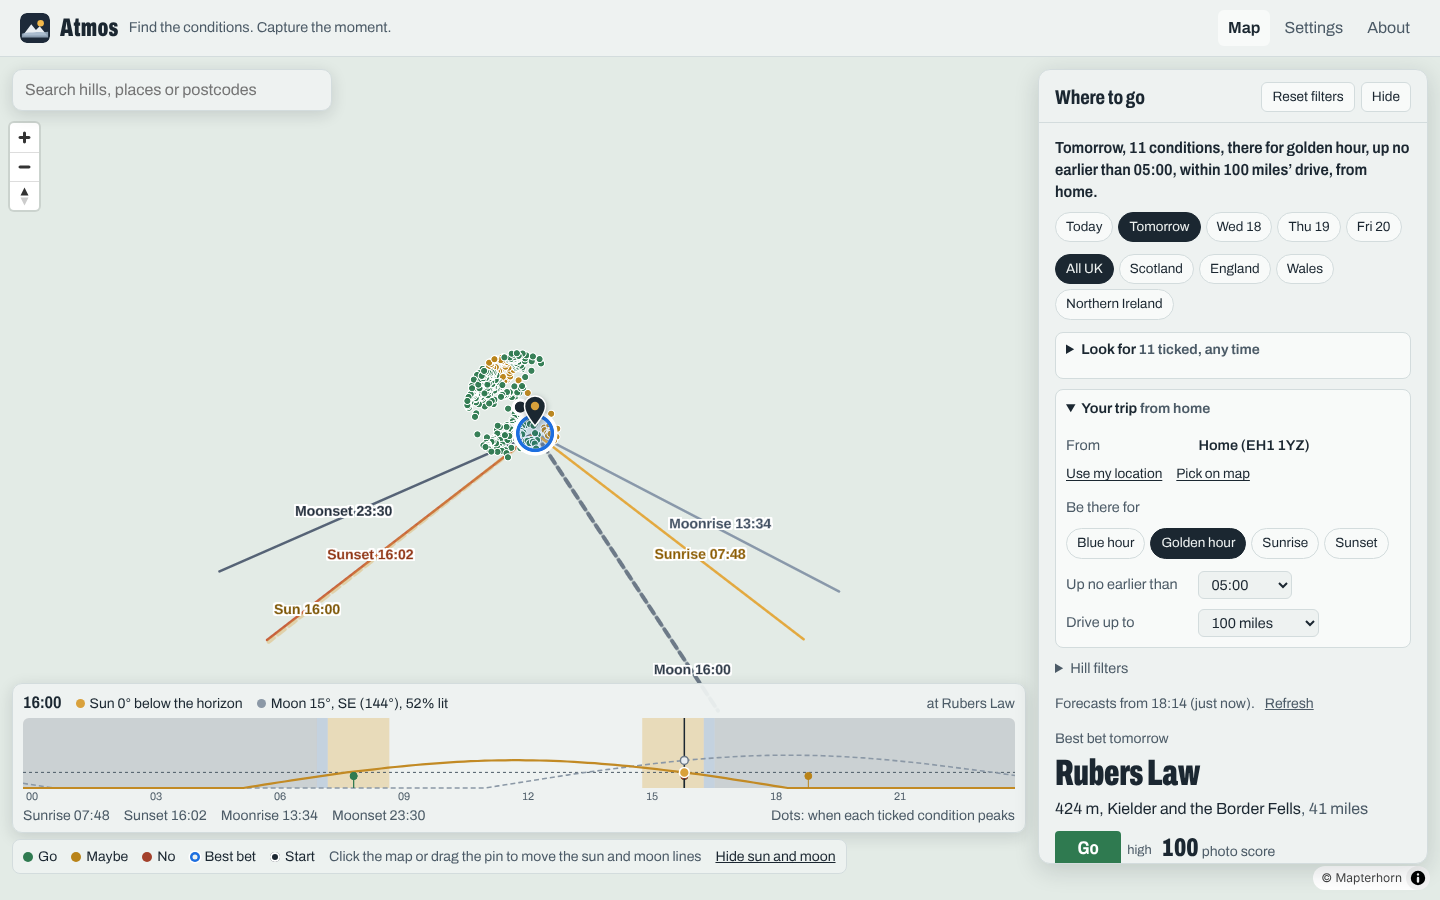 Atmos
Find the conditions. Capture the moment.
Map
Settings
About
Search hills, places or postcodes
Where to go
Reset filters
Hide
Tomorrow, 11 conditions, there for golden hour, up no
earlier than 05:00, within 100 miles’ drive, from
home.
Today
Tomorrow
Wed 18
Thu 19
Fri 20
All UK
Scotland
England
Wales
Northern Ireland
Look for 11 ticked, any time
Your trip from home
From
Home (EH1 1YZ)
Use my location
Pick on map
Be there for
Blue hour
Golden hour
Sunrise
Sunset
Up no earlier than
05:00
Drive up to
100 miles
Hill filters
Forecasts from 18:14 (just now).
Refresh
Best bet tomorrow
Rubers Law
424 m, Kielder and the Border Fells, 41 miles
Go
high
100 photo score
Moonset 23:30
Sunset 16:02
Sun 16:00
Moonrise 13:34
Sunrise 07:48
Moon 16:00
16:00
Sun 0° below the horizon
Moon 15°, SE (144°), 52% lit
at Rubers Law
00 03 06 09 12 15 18 21
Sunrise 07:48
Sunset 16:02
Moonrise 13:34
Moonset 23:30
Dots: when each ticked condition peaks
Go
Maybe
No
Best bet
Start
Click the map or drag the pin to move the sun and moon lines
Hide sun and moon
© Mapterhorn